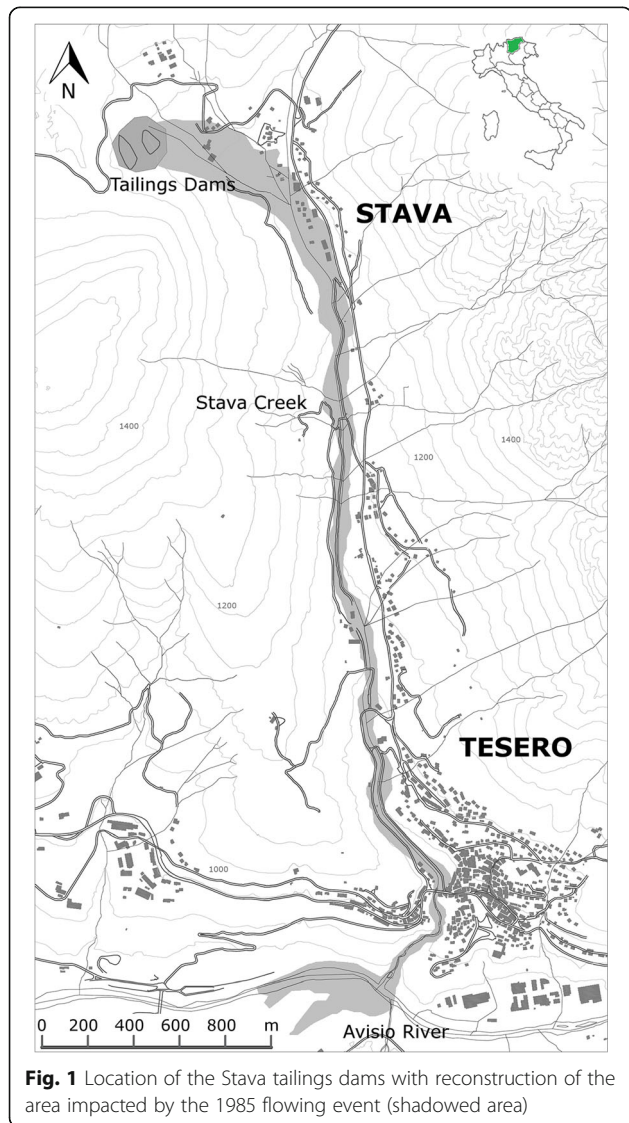 N
Tailings Dams
STAVA
Stava Creek
1400
1200
1400
1200
TESERO
1000
0 200 400 600 800 m
Avisio River
Fig. 1 Location of the Stava tailings dams with reconstruction of the
area impacted by the 1985 flowing event (shadowed area)